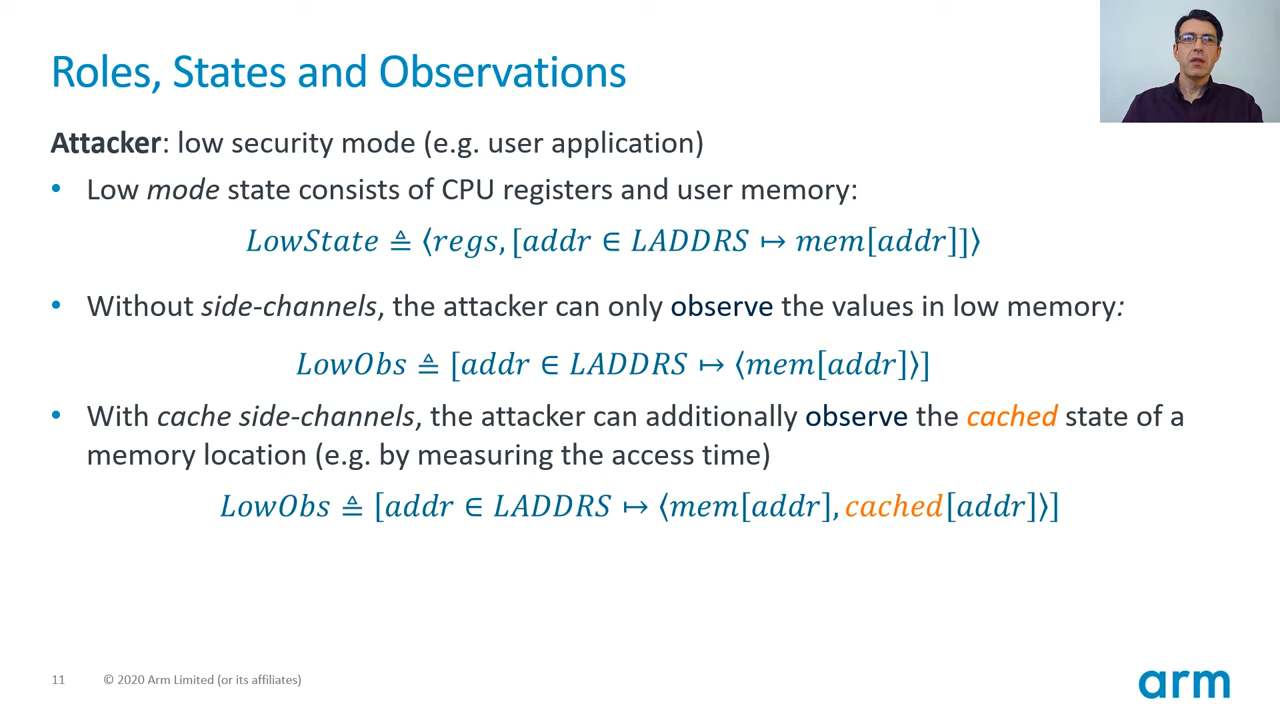 Roles, States and Observations
Attacker: low security mode (e.g. user application)
• Low mode state consists of CPU registers and user memory:
LowState ≜ ⟨regs, [addr ∈ LADDRS ↦ mem[addr]]⟩
• Without side-channels, the attacker can only observe the values in low memory:
LowObs ≜ [addr ∈ LADDRS ↦ ⟨mem[addr]⟩]
• With cache side-channels, the attacker can additionally observe the cached state of a
memory location (e.g. by measuring the access time)
LowObs ≜ [addr ∈ LADDRS ↦ ⟨mem[addr], cached[addr]⟩]
11 © 2020 Arm Limited (or its affiliates)
arm